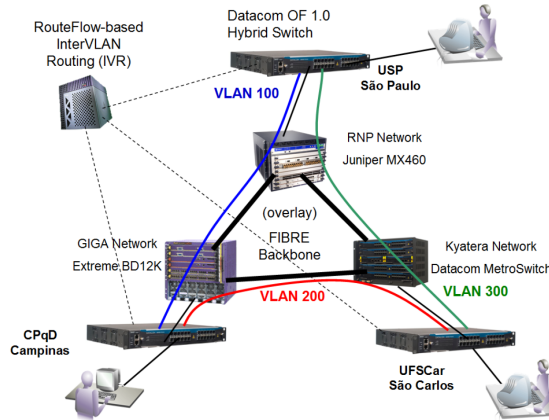 RouteFlow-based
InterVLAN
Routing (IVR)
Datacom OF 1.0
Hybrid Switch
USP
São Paulo
VLAN 100
RNP Network
Juniper MX460
(overlay)
FIBRE
Backbone
GIGA Network
Extreme BD12K
Kyatera Network
Datacom MetroSwitch
VLAN 200
VLAN 300
CPqD
Campinas
UFSCar
São Carlos